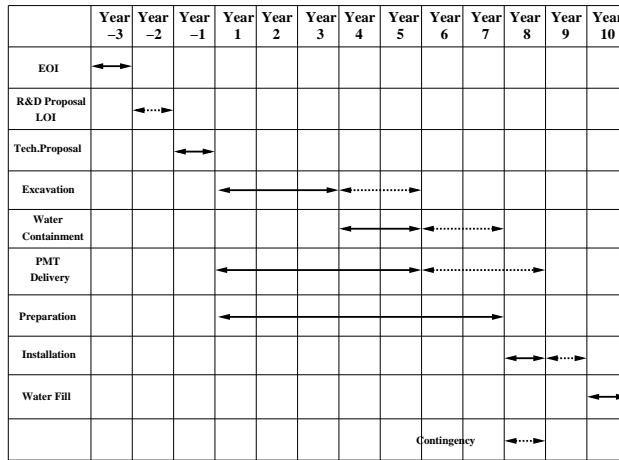 Year Year Year Year Year Year Year Year Year Year Year Year Year
–3 –2 –1 1 2 3 4 5 6 7 8 9 10
EOI
R&D Proposal
LOI
Tech.Proposal
Excavation
Water
Containment
PMT
Delivery
Preparation
Installation
Water Fill
Contingency